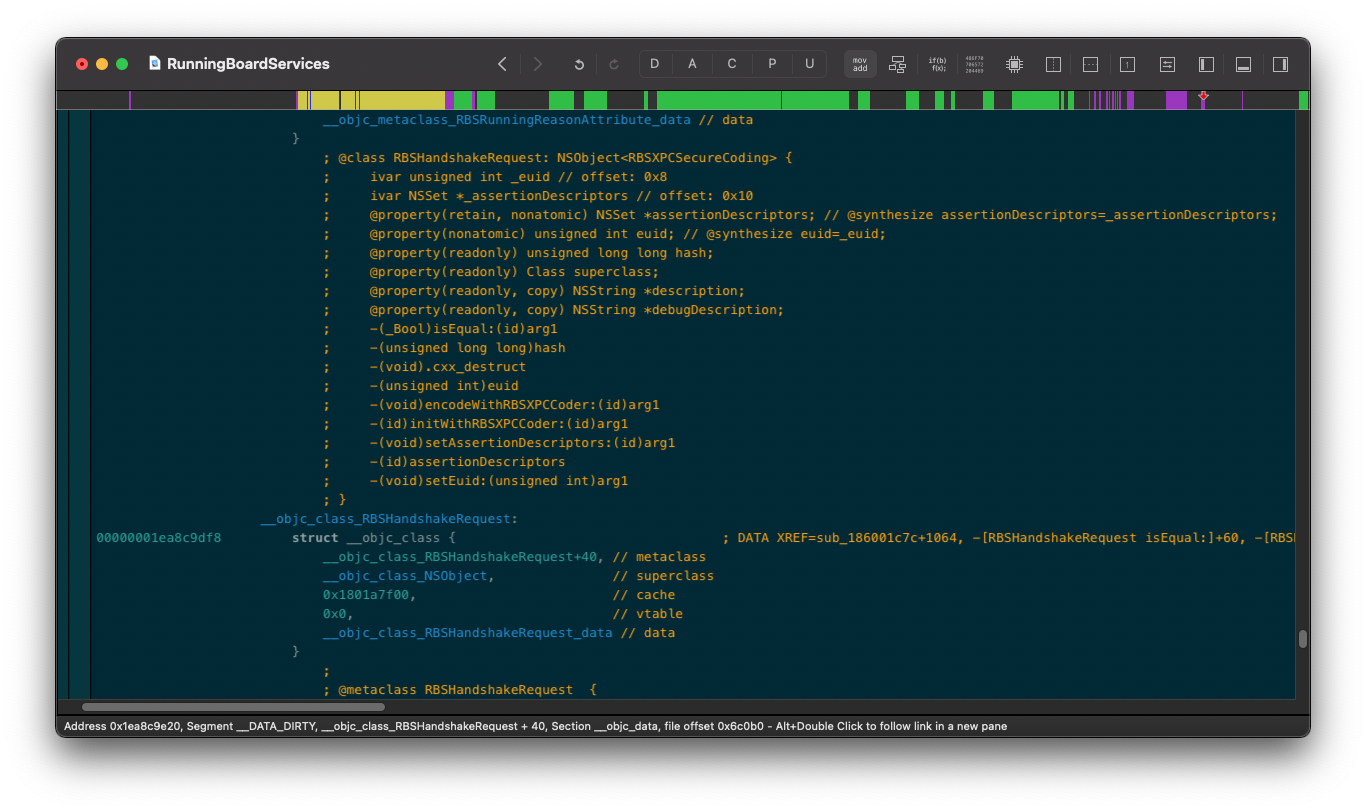 RunningBoardServices
D A C P U
mov
add
if(b)
f(x);
__objc_metaclass_RBSRunningReasonAttribute_data // data
}
; @class RBSHandshakeRequest: NSObject<RBSXPCSecureCoding> {
;     ivar unsigned int _euid // offset: 0x8
;     ivar NSSet *_assertionDescriptors // offset: 0x10
;     @property(retain, nonatomic) NSSet *assertionDescriptors; // @synthesize assertionDescriptors=_assertionDescriptors;
;     @property(nonatomic) unsigned int euid; // @synthesize euid=_euid;
;     @property(readonly) unsigned long long hash;
;     @property(readonly) Class superclass;
;     @property(readonly, copy) NSString *description;
;     @property(readonly, copy) NSString *debugDescription;
;     -(_Bool)isEqual:(id)arg1
;     -(unsigned long long)hash
;     -(void).cxx_destruct
;     -(unsigned int)euid
;     -(void)encodeWithRBSXPCCoder:(id)arg1
;     -(id)initWithRBSXPCCoder:(id)arg1
;     -(void)setAssertionDescriptors:(id)arg1
;     -(id)assertionDescriptors
;     -(void)setEuid:(unsigned int)arg1
; }
__objc_class_RBSHandshakeRequest:
00000001ea8c9df8 struct __objc_class { ; DATA XREF=sub_186001c7c+1064, -[RBSHandshakeRequest isEqual:]+60, -[RBS
__objc_class_RBSHandshakeRequest+40, // metaclass
__objc_class_NSObject, // superclass
0x1801a7f00, // cache
0x0, // vtable
__objc_class_RBSHandshakeRequest_data // data
}
;
; @metaclass RBSHandshakeRequest  {
Address 0x1ea8c9e20, Segment __DATA_DIRTY, __objc_class_RBSHandshakeRequest + 40, Section __objc_data, file offset 0x6c0b0 - Alt+Double Click to follow link in a new pane